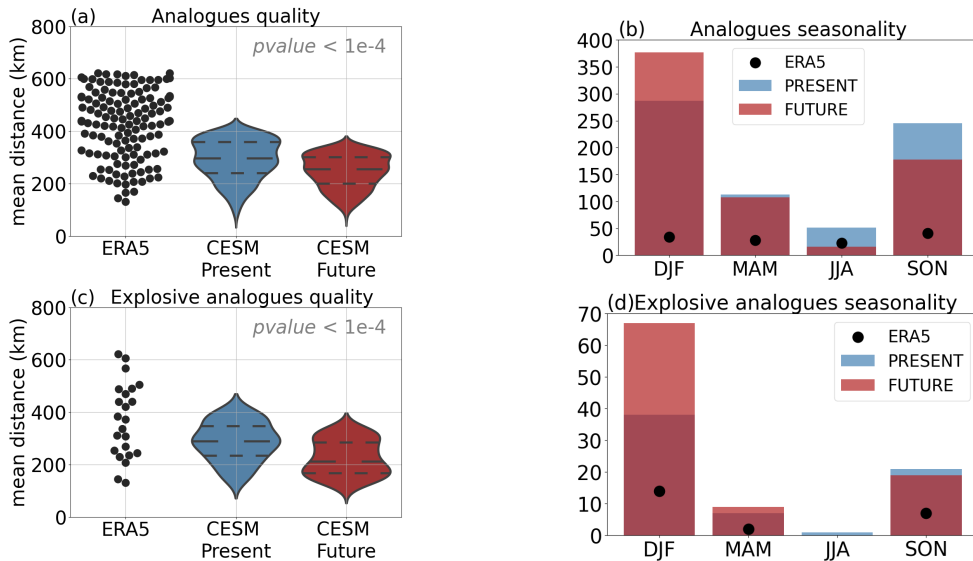 (a) Analogues quality
pvalue < 1e-4
mean distance (km)
800
600
400
200
0
ERA5
CESM
Present
CESM
Future
(b) Analogues seasonality
ERA5
PRESENT
FUTURE
400
350
300
250
200
150
100
50
0
DJF
MAM
JJA
SON
(c) Explosive analogues quality
pvalue < 1e-4
mean distance (km)
800
600
400
200
0
ERA5
CESM
Present
CESM
Future
(d) Explosive analogues seasonality
ERA5
PRESENT
FUTURE
70
60
50
40
30
20
10
0
DJF
MAM
JJA
SON